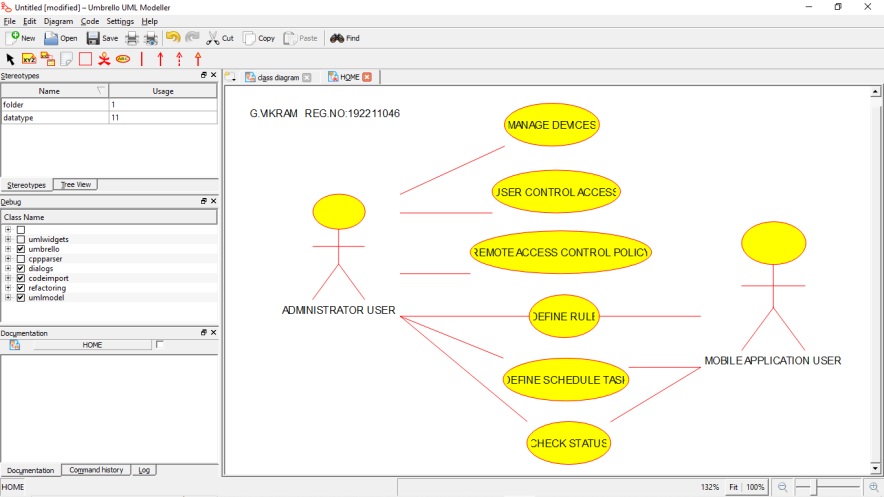 Untitled [modified] – Umbrello UML Modeller
File Edit Diagram Code Settings Help
New Open Save Cut Copy Paste Find
XYZ
Stereotypes
Name Usage
folder 1
datatype 11
Stereotypes Tree View
Debug
Class Name
umlwidgets
umbrello
cppparser
dialogs
codeimport
refactoring
umlmodel
Documentation
HOME
Documentation Command history Log
HOME
class diagram HOME
G.VIKRAM REG.NO:192211046
MANAGE DEVICES
USER CONTROL ACCESS
REMOTE ACCESS CONTROL POLICY
ADMINISTRATOR USER
DEFINE RULE
MOBILE APPLICATION USER
DEFINE SCHEDULE TASK
CHECK STATUS
132% Fit 100%